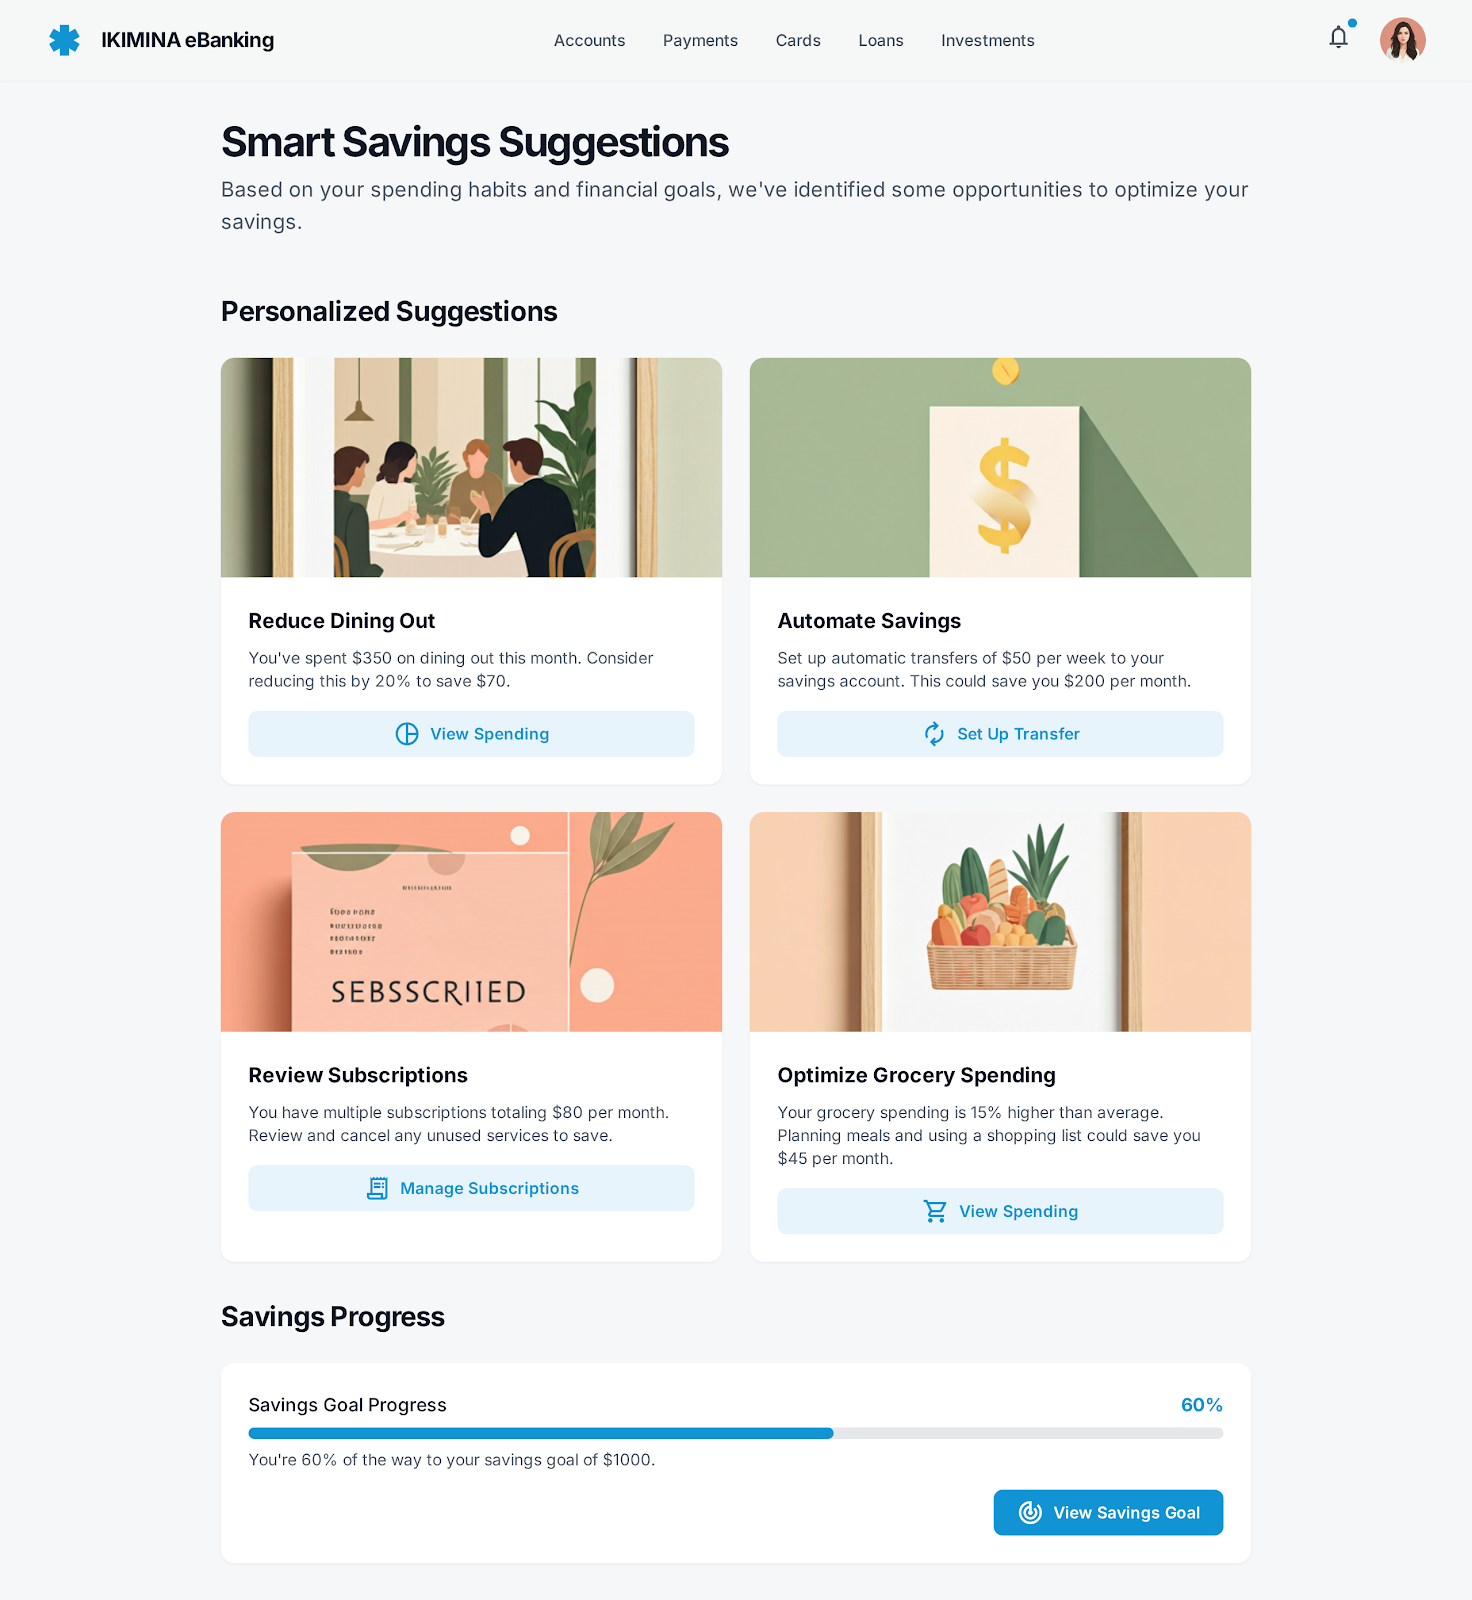 IKIMINA eBanking
Accounts
Payments
Cards
Loans
Investments
Smart Savings Suggestions
Based on your spending habits and financial goals, we've identified some opportunities to optimize your
savings.
Personalized Suggestions
$
Reduce Dining Out
You've spent $350 on dining out this month. Consider
reducing this by 20% to save $70.
View Spending
Automate Savings
Set up automatic transfers of $50 per week to your
savings account. This could save you $200 per month.
Set Up Transfer
SEBSSCRIIED
Review Subscriptions
You have multiple subscriptions totaling $80 per month.
Review and cancel any unused services to save.
Manage Subscriptions
Optimize Grocery Spending
Your grocery spending is 15% higher than average.
Planning meals and using a shopping list could save you
$45 per month.
View Spending
Savings Progress
Savings Goal Progress
60%
You're 60% of the way to your savings goal of $1000.
View Savings Goal